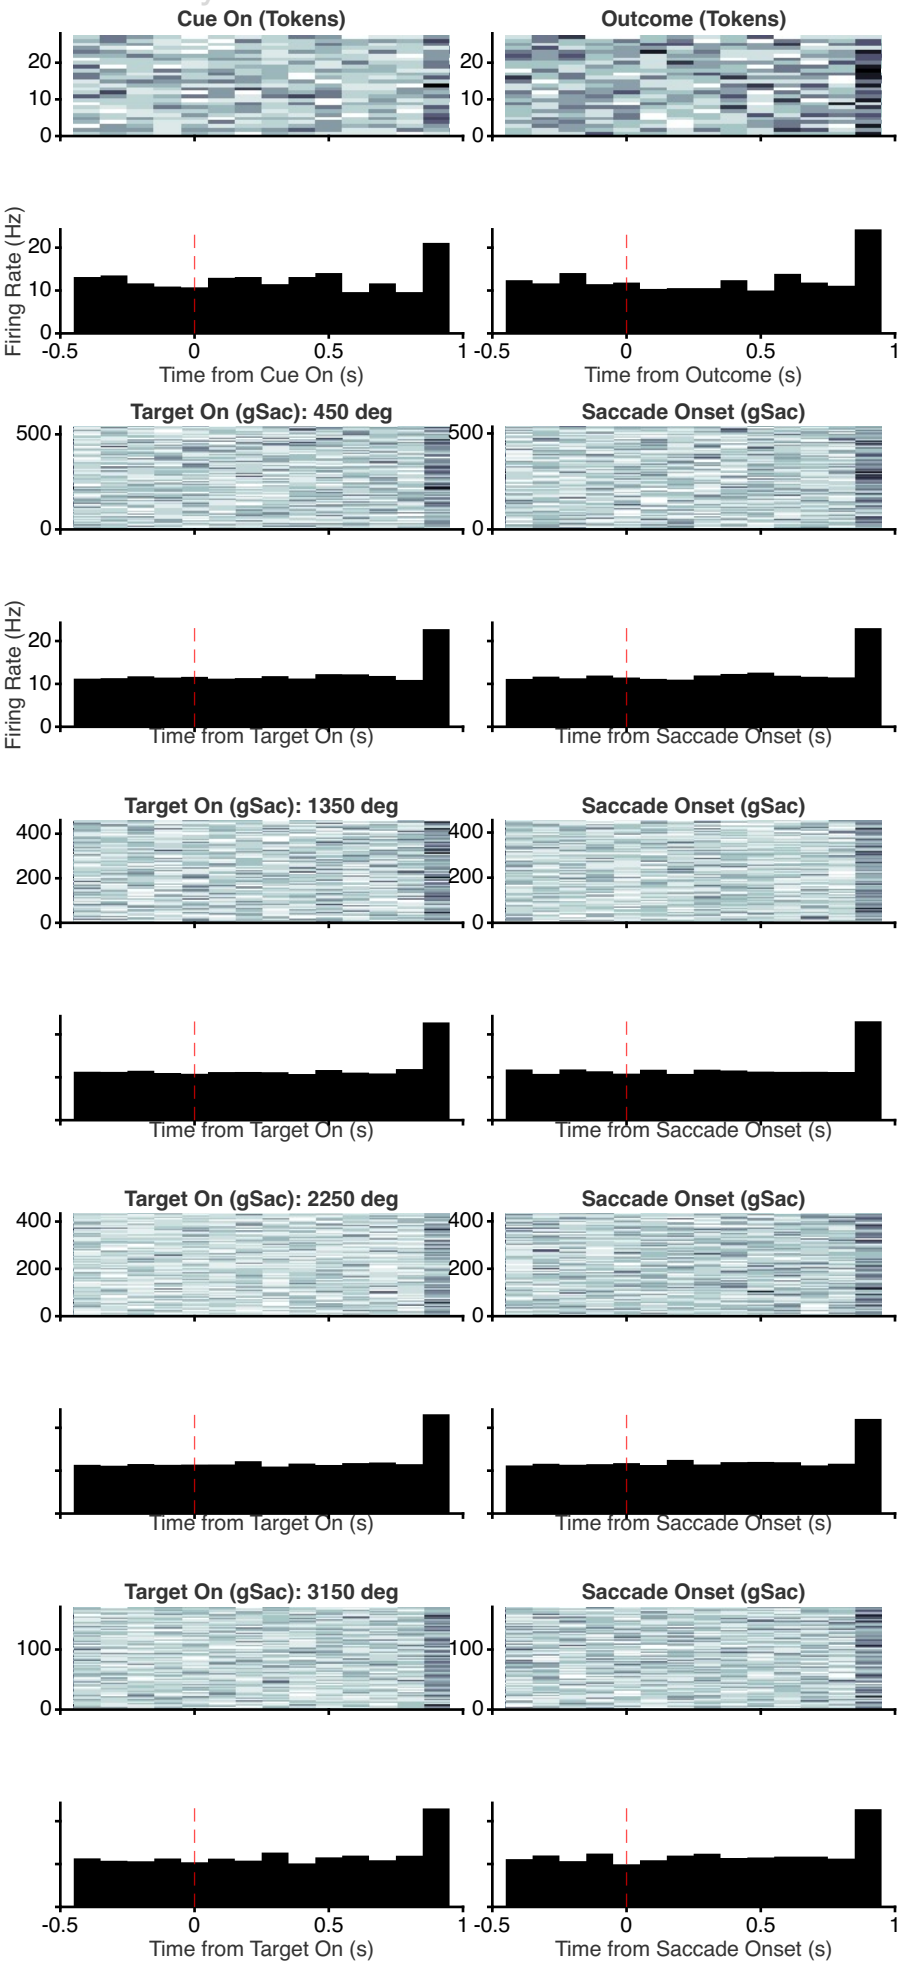 Cue On (Tokens) Outcome (Tokens)
20 20
10 10
0 0
Firing Rate (Hz)
20 20
10 10
0 0
-0.5 0 0.5 1 -0.5 0 0.5 1
Time from Cue On (s) Time from Outcome (s)
Target On (gSac): 450 deg Saccade Onset (gSac)
500 500
0 0
Firing Rate (Hz)
20
10
0
Time from Target On (s) Time from Saccade Onset (s)
Target On (gSac): 1350 deg Saccade Onset (gSac)
400 400
200 200
0 0
Time from Target On (s) Time from Saccade Onset (s)
Target On (gSac): 2250 deg Saccade Onset (gSac)
400 400
200 200
0 0
Time from Target On (s) Time from Saccade Onset (s)
Target On (gSac): 3150 deg Saccade Onset (gSac)
100 100
0 0
-0.5 0 0.5 1 -0.5 0 0.5 1
Time from Target On (s) Time from Saccade Onset (s)